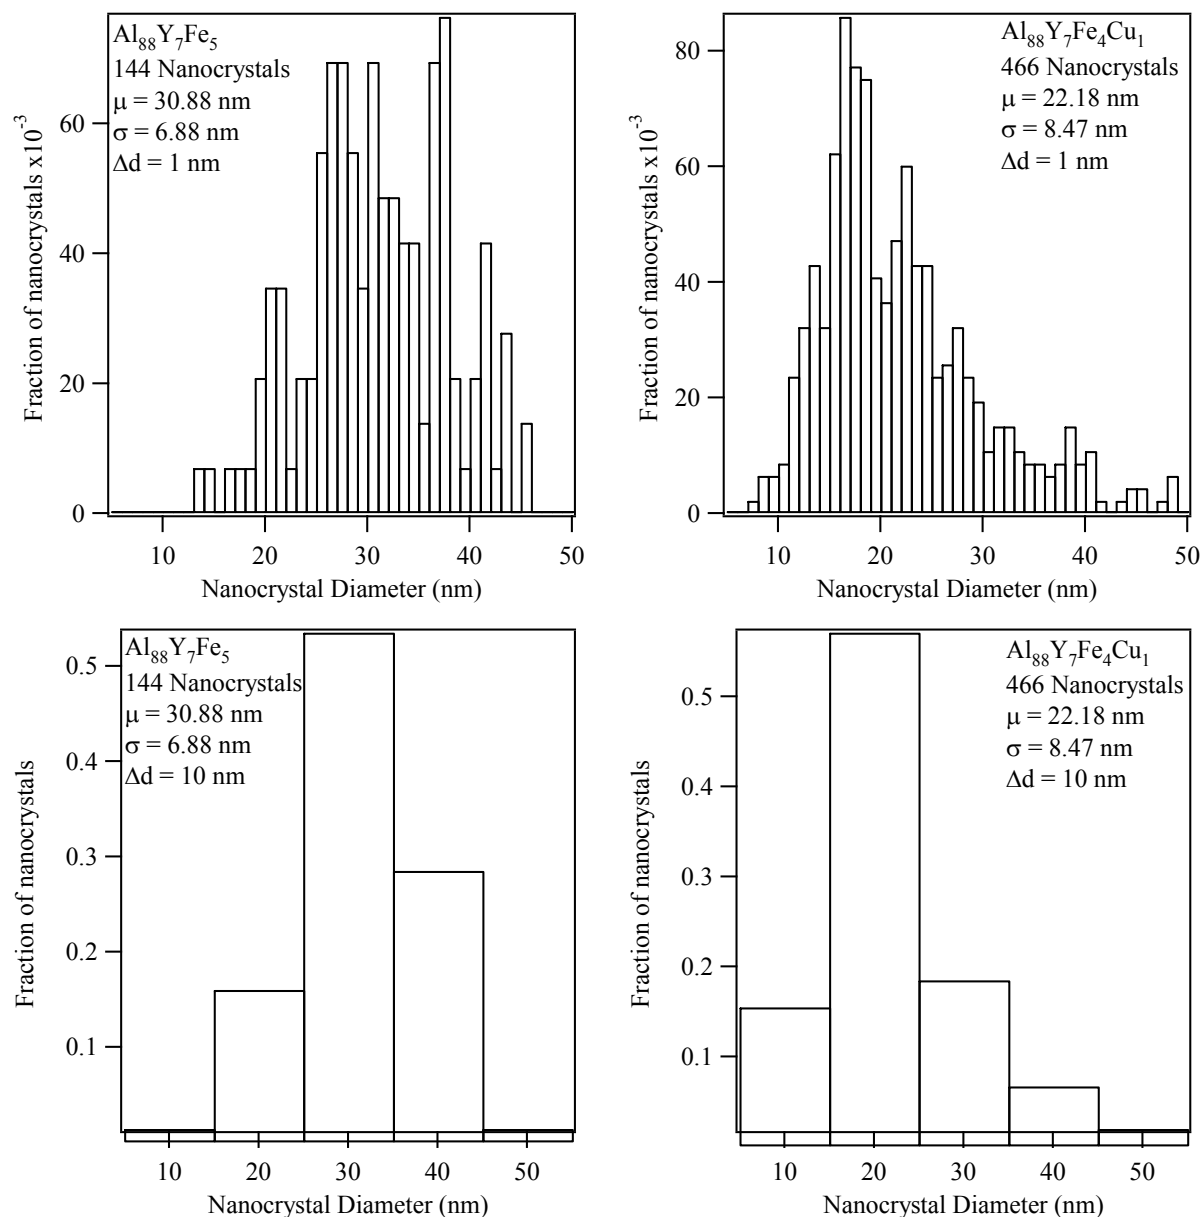 Al₈₈Y₇Fe₅
144 Nanocrystals
μ = 30.88 nm
σ = 6.88 nm
Δd = 1 nm
Fraction of nanocrystals x10⁻³
60
40
20
0
10 20 30 40 50
Nanocrystal Diameter (nm)
Al₈₈Y₇Fe₄Cu₁
466 Nanocrystals
μ = 22.18 nm
σ = 8.47 nm
Δd = 1 nm
Fraction of nanocrystals x10⁻³
80
60
40
20
0
10 20 30 40 50
Nanocrystal Diameter (nm)
Al₈₈Y₇Fe₅
144 Nanocrystals
μ = 30.88 nm
σ = 6.88 nm
Δd = 10 nm
Fraction of nanocrystals
0.5
0.4
0.3
0.2
0.1
10 20 30 40 50
Nanocrystal Diameter (nm)
Al₈₈Y₇Fe₄Cu₁
466 Nanocrystals
μ = 22.18 nm
σ = 8.47 nm
Δd = 10 nm
Fraction of nanocrystals
0.5
0.4
0.3
0.2
0.1
10 20 30 40 50
Nanocrystal Diameter (nm)